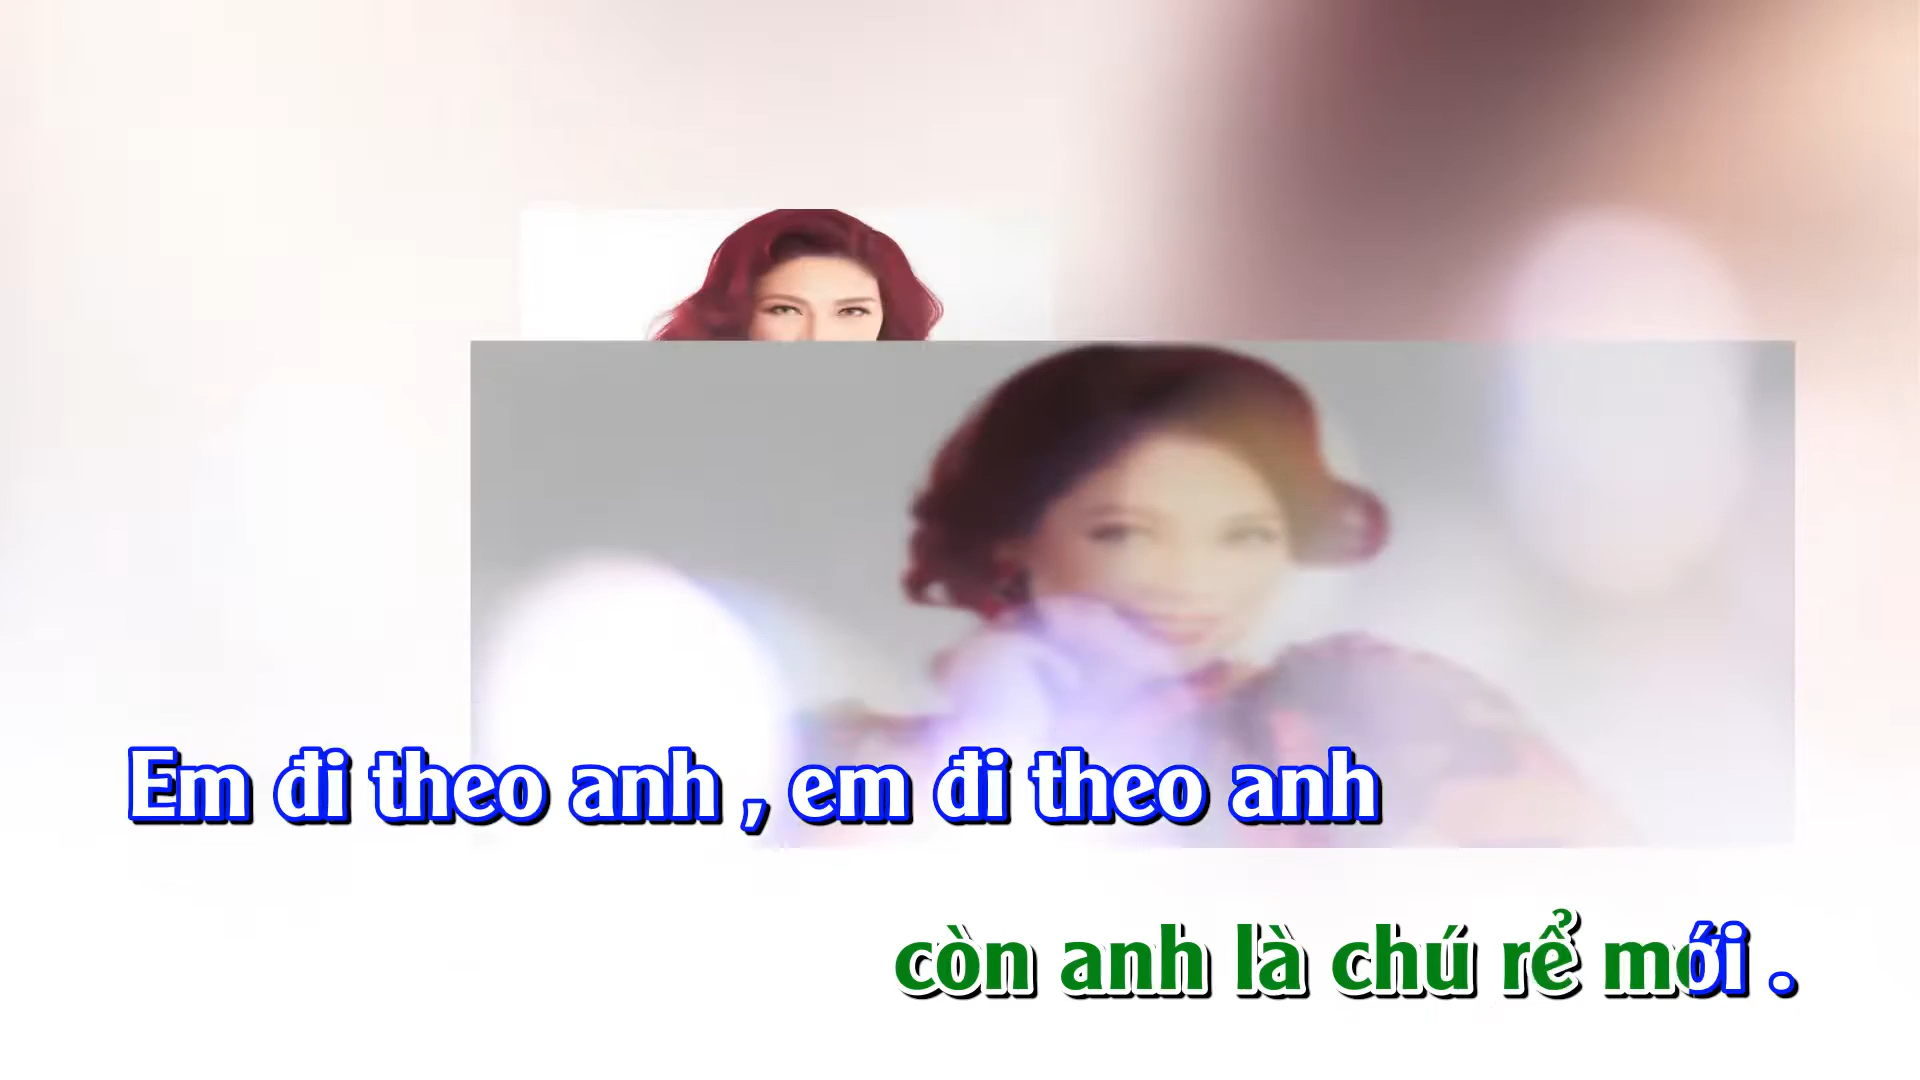 Em đi theo anh , em đi theo anh
còn anh là chú rể mới .